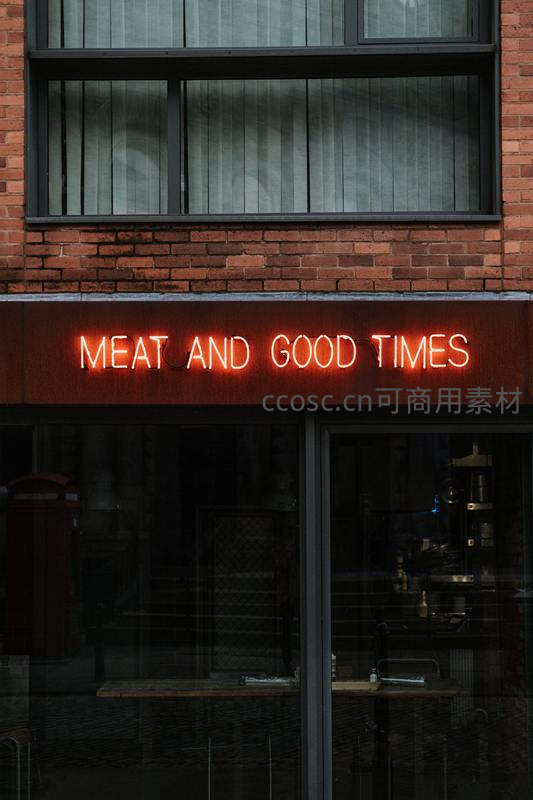 MEAT AND GOOD TIMES
ccosc.cn可商用素材